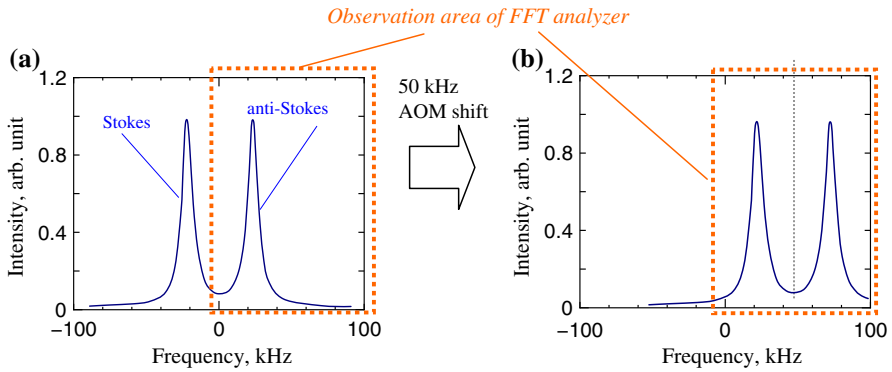 Observation area of FFT analyzer
(a)
1.2
0.8
0.4
0
Intensity, arb. unit
Stokes
anti-Stokes
−100
0
100
Frequency, kHz
50 kHz
AOM shift
(b)
1.2
0.8
0.4
0
Intensity, arb. unit
−100
0
100
Frequency, kHz